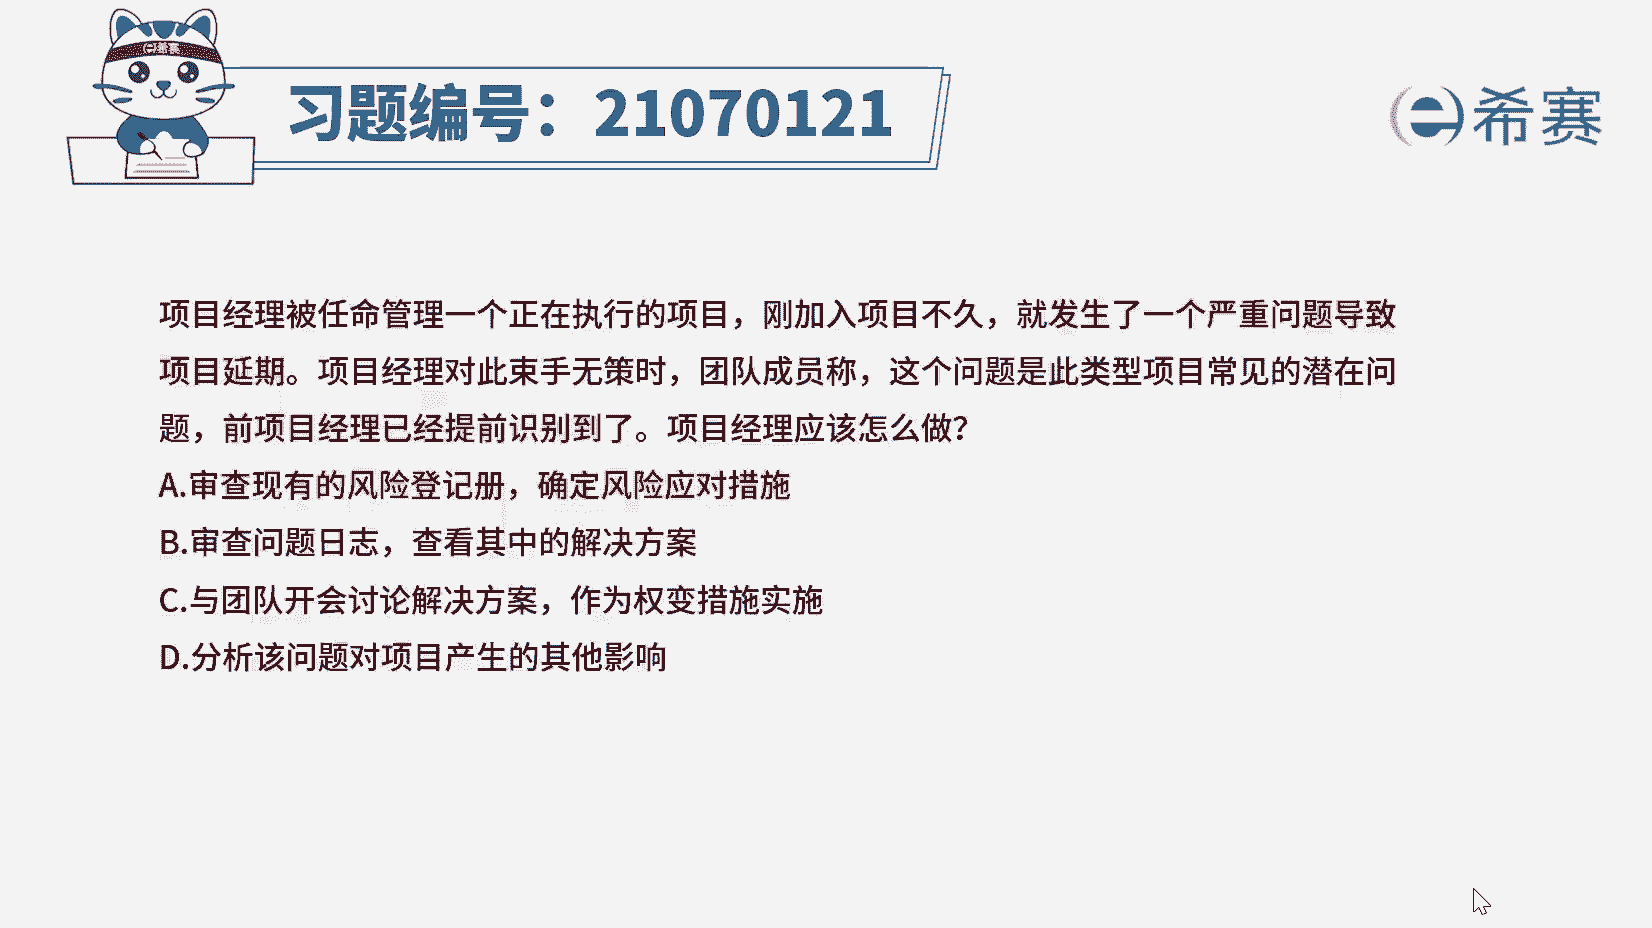 e希赛
习题编号：21070121
e希赛
项目经理被任命管理一个正在执行的项目，刚加入项目不久，就发生了一个严重问题导致
项目延期。项目经理对此束手无策时，团队成员称，这个问题是此类型项目常见的潜在问
题，前项目经理已经提前识别到了。项目经理应该怎么做？
A.审查现有的风险登记册，确定风险应对措施
B.审查问题日志，查看其中的解决方案
C.与团队开会讨论解决方案，作为权变措施实施
D.分析该问题对项目产生的其他影响